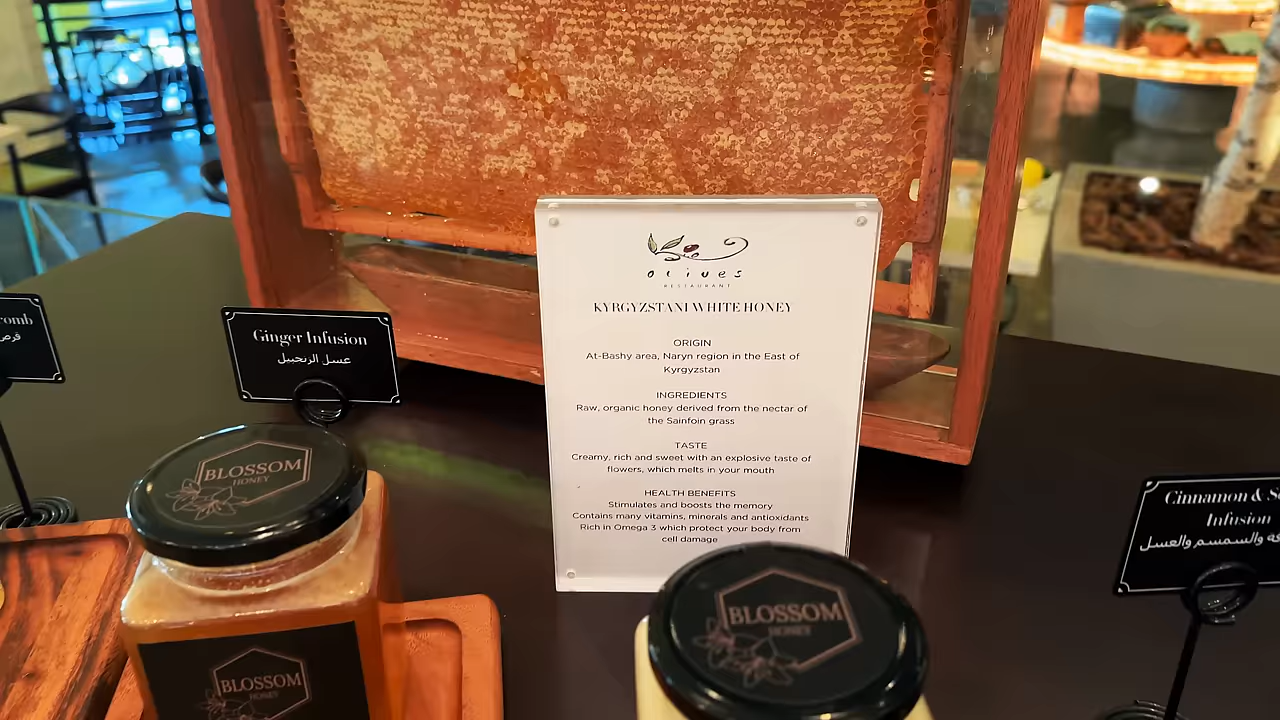 olives
RESTAURANT
KYRGYZSTANI WHITE HONEY
ORIGIN
At-Bashy area, Naryn region in the East of
Kyrgyzstan
INGREDIENTS
Raw, organic honey derived from the nectar of
the Sainfoin grass
TASTE
Creamy, rich and sweet with an explosive taste of
flowers, which melts in your mouth
HEALTH BENEFITS
Stimulates and boosts the memory
Contains many vitamins, minerals and antioxidants
Rich in Omega 3 which protect your body from
cell damage
Ginger Infusion
عسل الزنجبيل
BLOSSOM
HONEY
BLOSSOM
HONEY
BLOSSOM
HONEY
Cinnamon &
Infusion
والسمسم والعسل